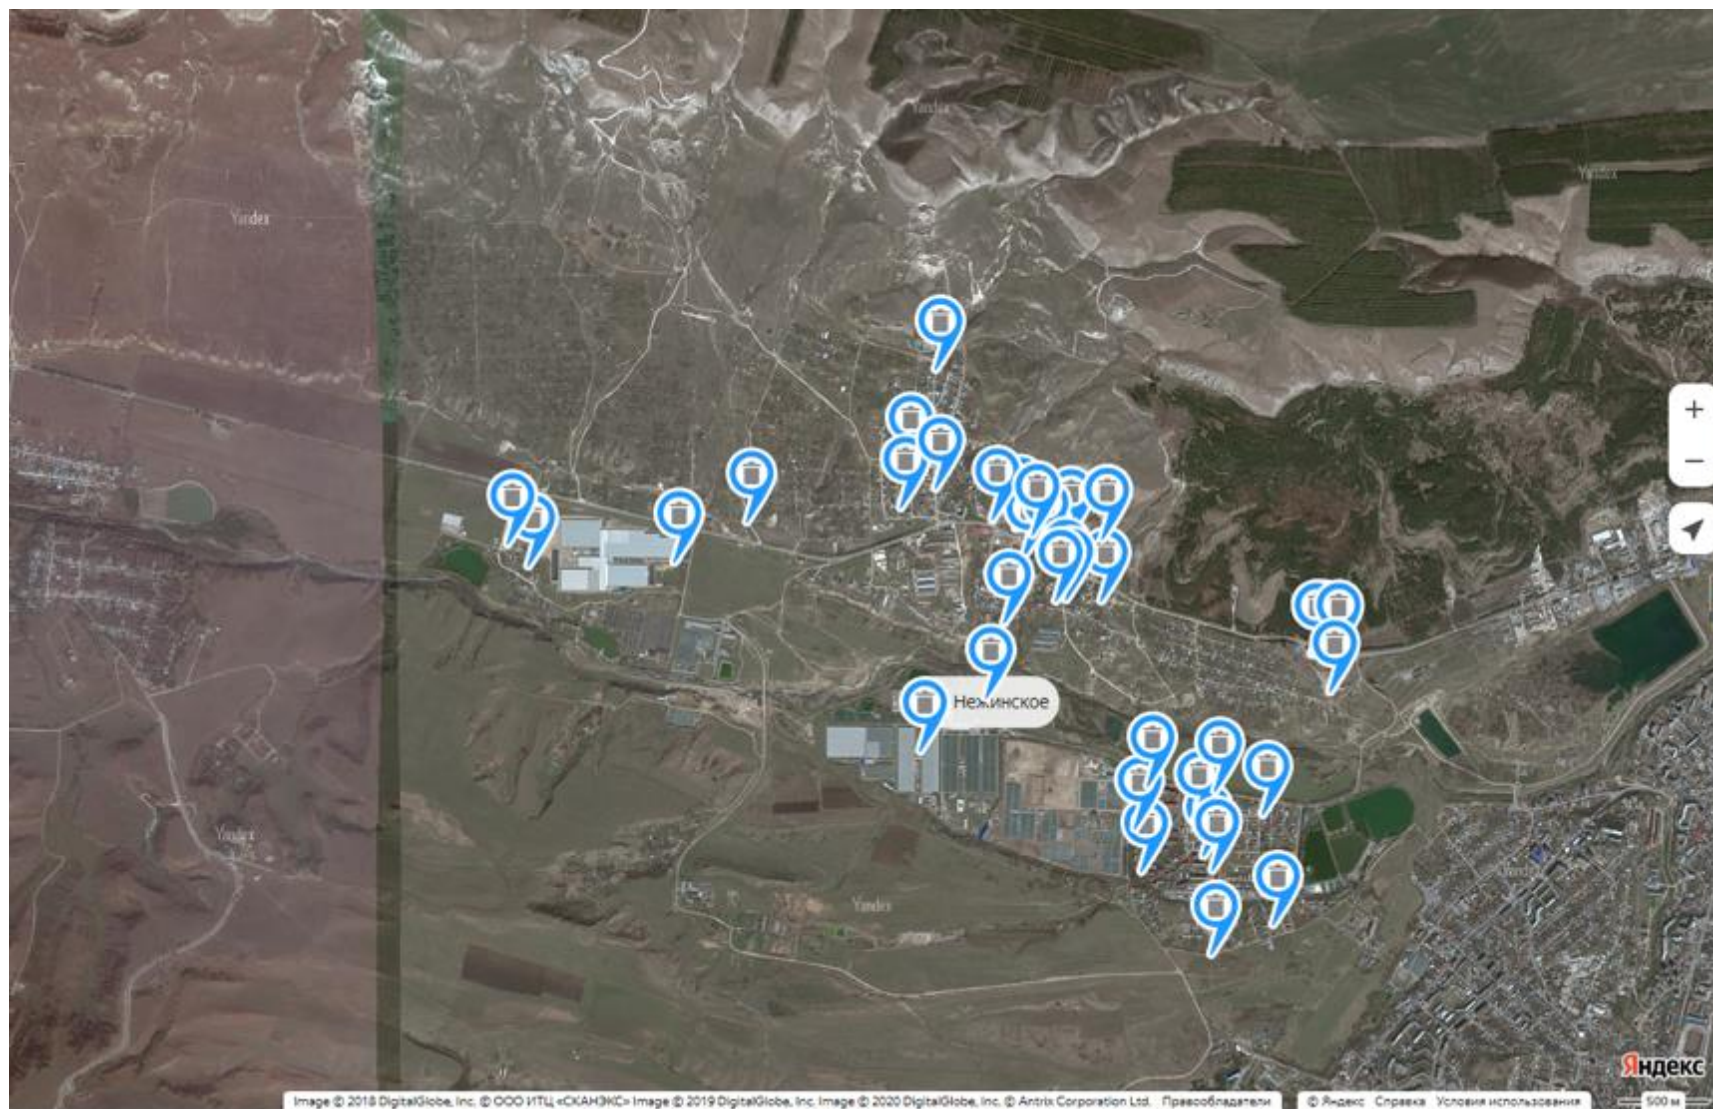 Yandex
Yandex
Yandex
Нежинское
Yandex
Yandex
Yandex
Яндекс
Image © 2018 DigitalGlobe, Inc. © ООО ИТЦ «СКАНЭКС» Image © 2019 DigitalGlobe, Inc. Image © 2020 DigitalGlobe, Inc. © Antrix Corporation Ltd. Правообладатели
© Яндекс Справка Условия использования
500 м